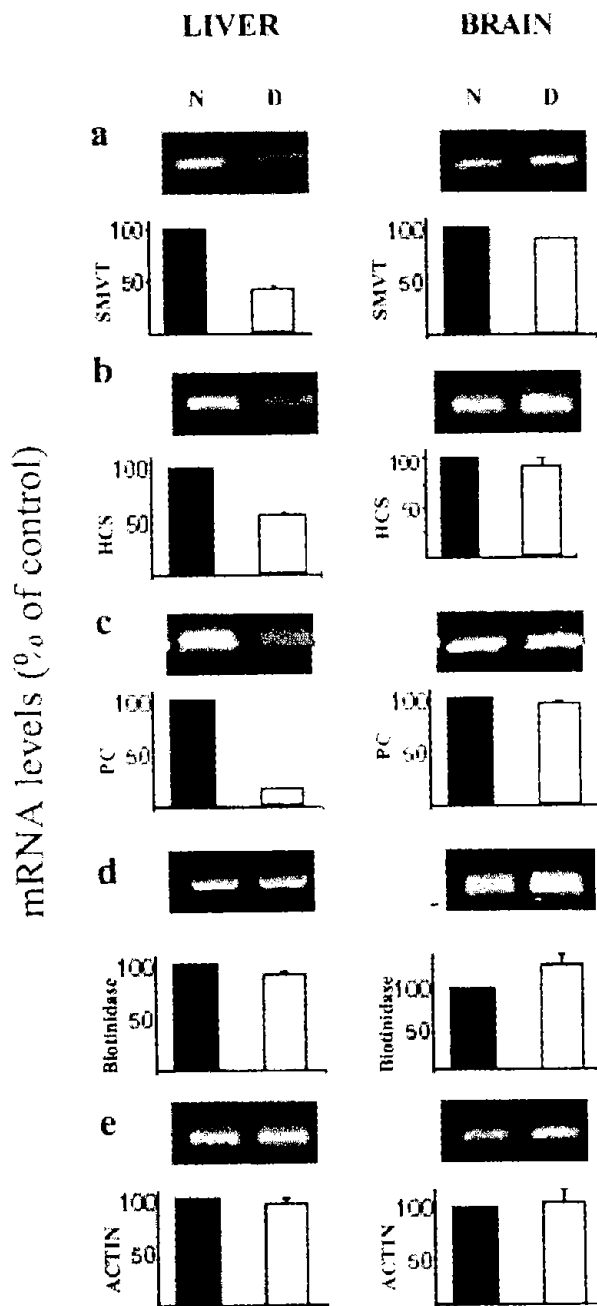 LIVER BRAIN
N D N D
a
100
50
SMVT
100
50
SMVT
b
100
50
HCS
100
50
HCS
mRNA levels (% of control)
c
100
50
PC
100
50
PC
d
100
50
Biotinidase
100
50
Biotinidase
e
100
50
ACTIN
100
50
ACTIN